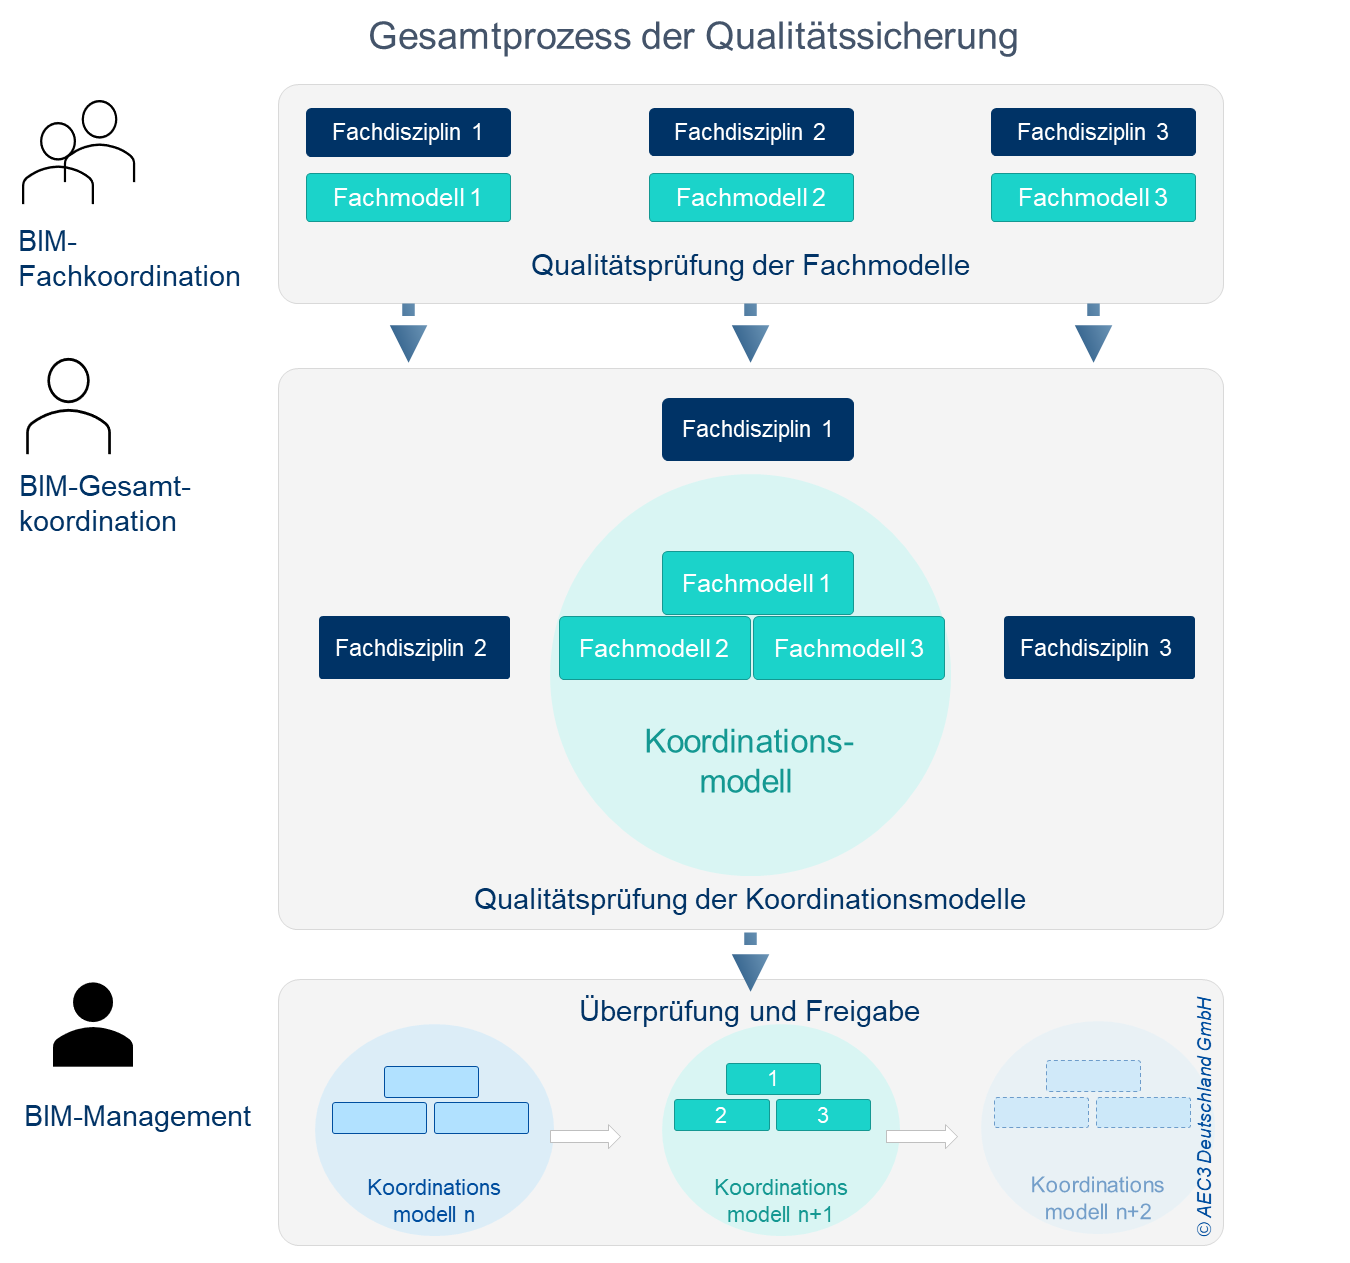 Gesamtprozess der Qualitätssicherung
Fachdisziplin 1
Fachdisziplin 2
Fachdisziplin 3
Fachmodell 1
Fachmodell 2
Fachmodell 3
BIM-
Fachkoordination
Qualitätsprüfung der Fachmodelle
BIM-Gesamt-
koordination
Fachdisziplin 1
Fachmodell 1
Fachdisziplin 2
Fachmodell 2
Fachmodell 3
Fachdisziplin 3
Koordinations-
modell
Qualitätsprüfung der Koordinationsmodelle
BIM-Management
Überprüfung und Freigabe
1
2
3
Koordinations
modell n
Koordinations
modell n+1
Koordinations
modell n+2
© AEC3 Deutschland GmbH